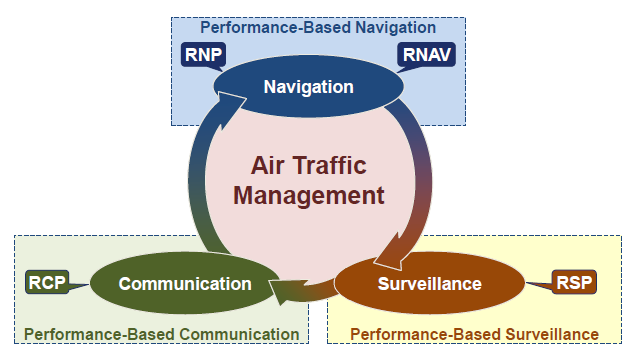 Performance-Based Navigation
RNP
RNAV
Navigation
Air Traffic
Management
RCP
Communication
Surveillance
RSP
Performance-Based Communication
Performance-Based Surveillance